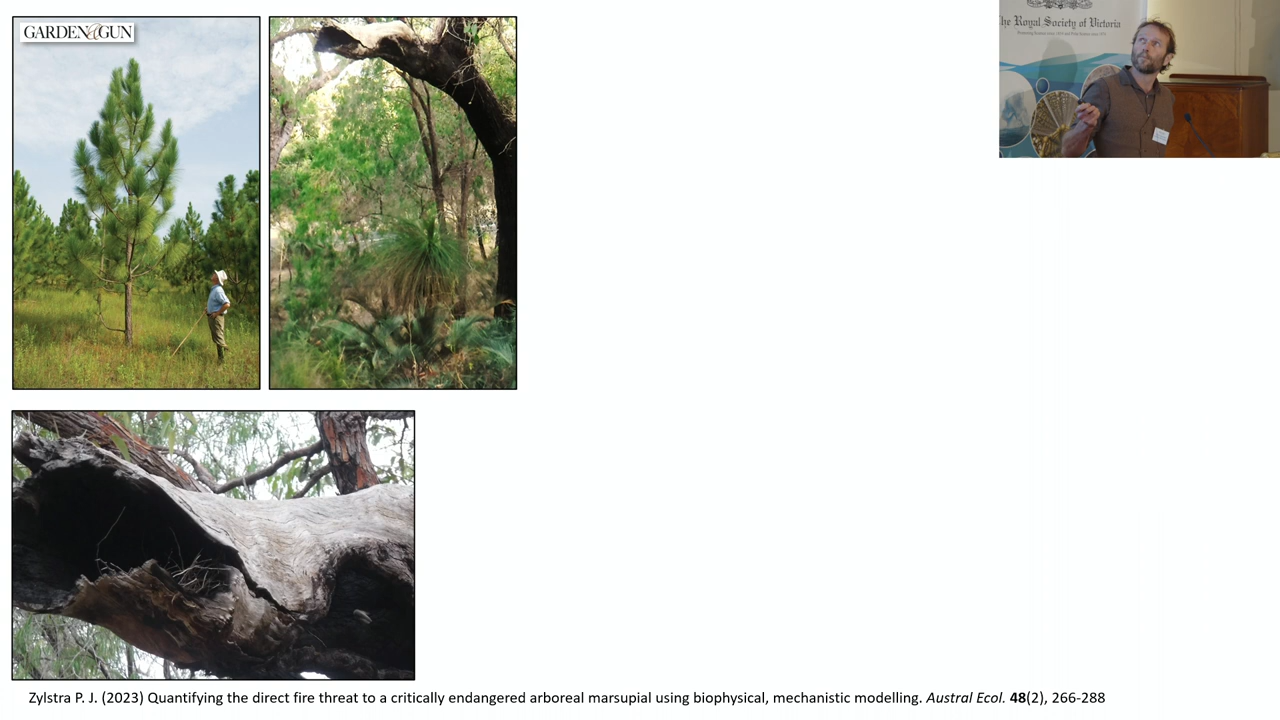 GARDEN&GUN
The Royal Society of Victoria
Zylstra P. J. (2023) Quantifying the direct fire threat to a critically endangered arboreal marsupial using biophysical, mechanistic modelling. Austral Ecol. 48(2), 266-288